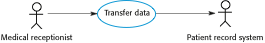 Transfer data
Medical receptionist
Patient record system